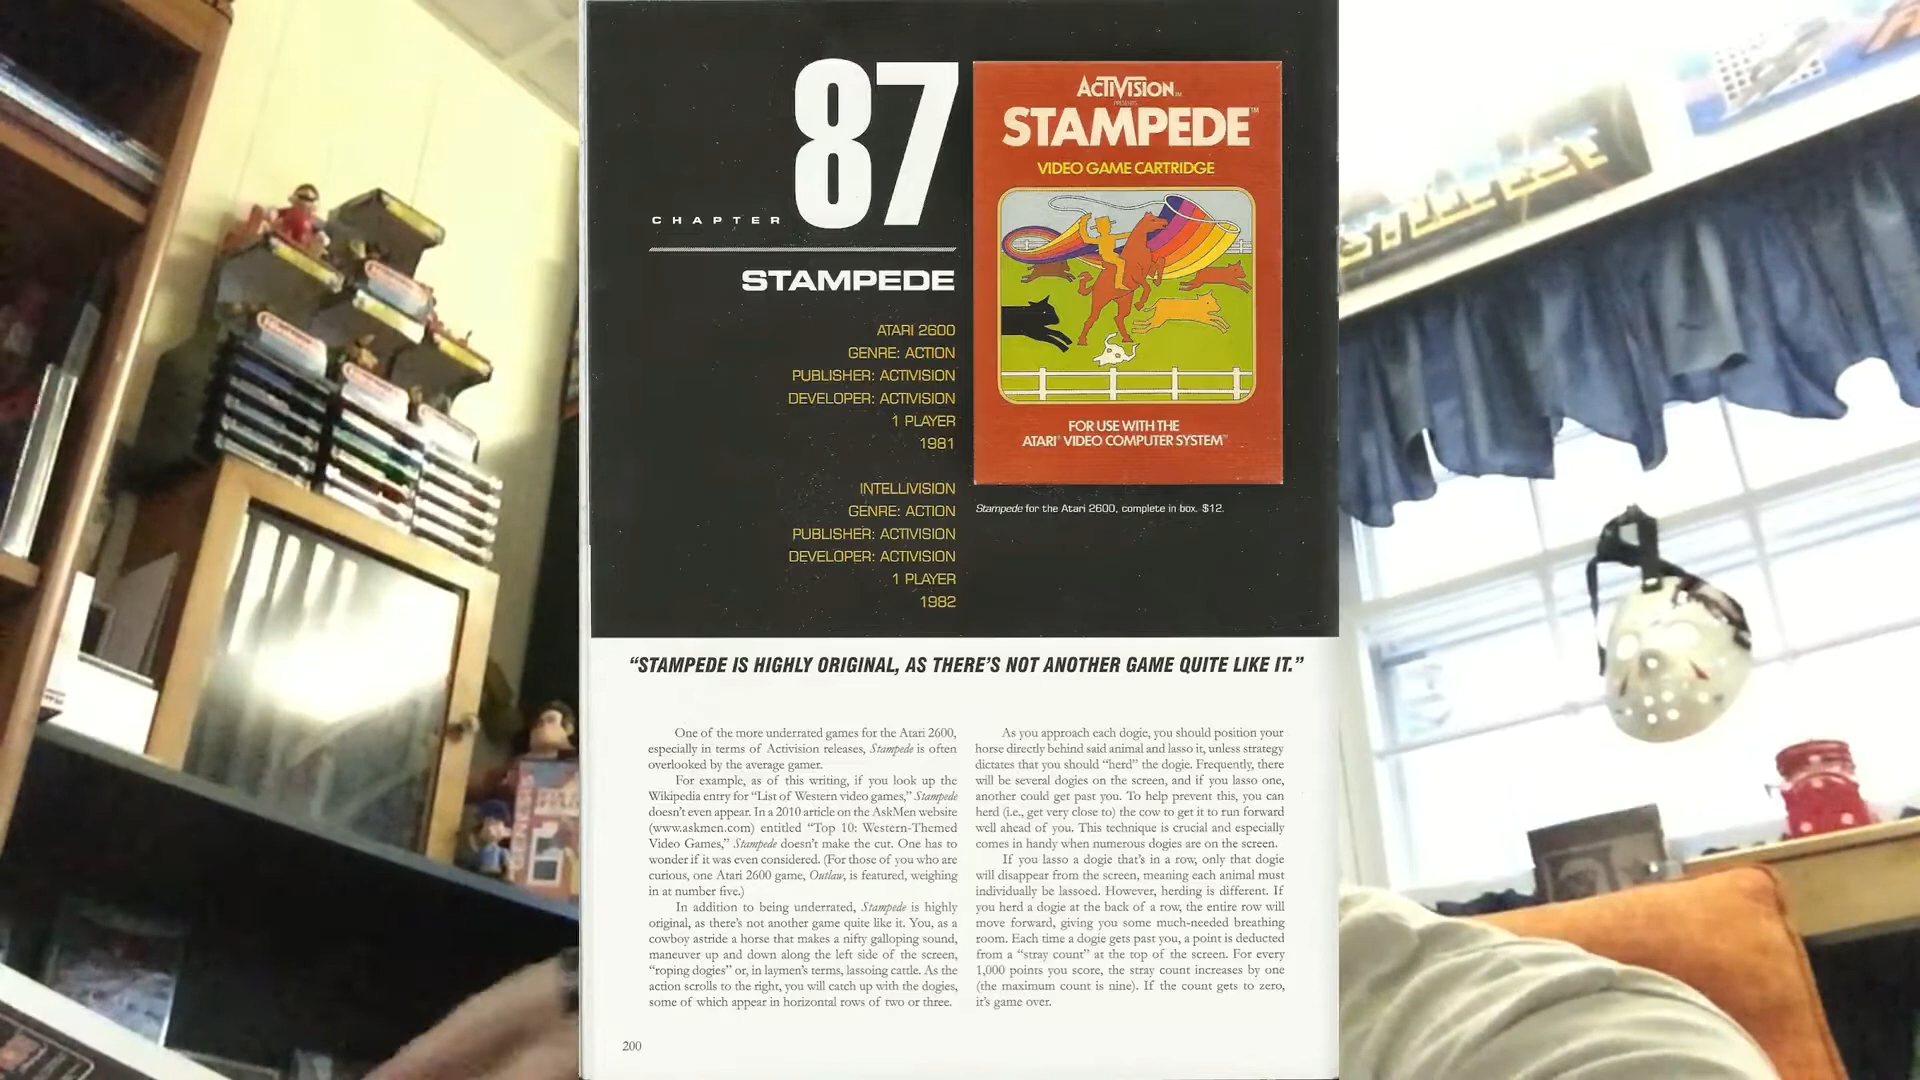 87
CHAPTER
STAMPEDE
ATARI 2600
GENRE: ACTION
PUBLISHER: ACTIVISION
DEVELOPER: ACTIVISION
1 PLAYER
1981
INTELLIVISION
GENRE: ACTION
PUBLISHER: ACTIVISION
DEVELOPER: ACTIVISION
1 PLAYER
1982
ACTIVISION™
PRESENTS
STAMPEDE™
VIDEO GAME CARTRIDGE
FOR USE WITH THE
ATARI® VIDEO COMPUTER SYSTEM™
Stampede for the Atari 2600, complete in box. $12.
“STAMPEDE IS HIGHLY ORIGINAL, AS THERE’S NOT ANOTHER GAME QUITE LIKE IT.”
One of the more underrated games for the Atari 2600,
especially in terms of Activision releases, Stampede is often
overlooked by the average gamer.
For example, as of this writing, if you look up the
Wikipedia entry for “List of Western video games,” Stampede
doesn’t even appear. In a 2010 article on the AskMen website
(www.askmen.com) entitled “Top 10: Western-Themed
Video Games,” Stampede doesn’t make the cut. One has to
wonder if it was even considered. (For those of you who are
curious, one Atari 2600 game, Outlaw, is featured, weighing
in at number five.)
In addition to being underrated, Stampede is highly
original, as there’s not another game quite like it. You, as a
cowboy astride a horse that makes a nifty galloping sound,
maneuver up and down along the left side of the screen,
“roping dogies” or, in laymen’s terms, lassoing cattle. As the
action scrolls to the right, you will catch up with the dogies,
some of which appear in horizontal rows of two or three.
As you approach each dogie, you should position your
horse directly behind said animal and lasso it, unless strategy
dictates that you should “herd” the dogie. Frequently, there
will be several dogies on the screen, and if you lasso one,
another could get past you. To help prevent this, you can
herd (i.e., get very close to) the cow to get it to run forward
well ahead of you. This technique is crucial and especially
comes in handy when numerous dogies are on the screen.
If you lasso a dogie that’s in a row, only that dogie
will disappear from the screen, meaning each animal must
individually be lassoed. However, herding is different. If
you herd a dogie at the back of a row, the entire row will
move forward, giving you some much-needed breathing
room. Each time a dogie gets past you, a point is deducted
from a “stray count” at the top of the screen. For every
1,000 points you score, the stray count increases by one
(the maximum count is nine). If the count gets to zero,
it’s game over.
200